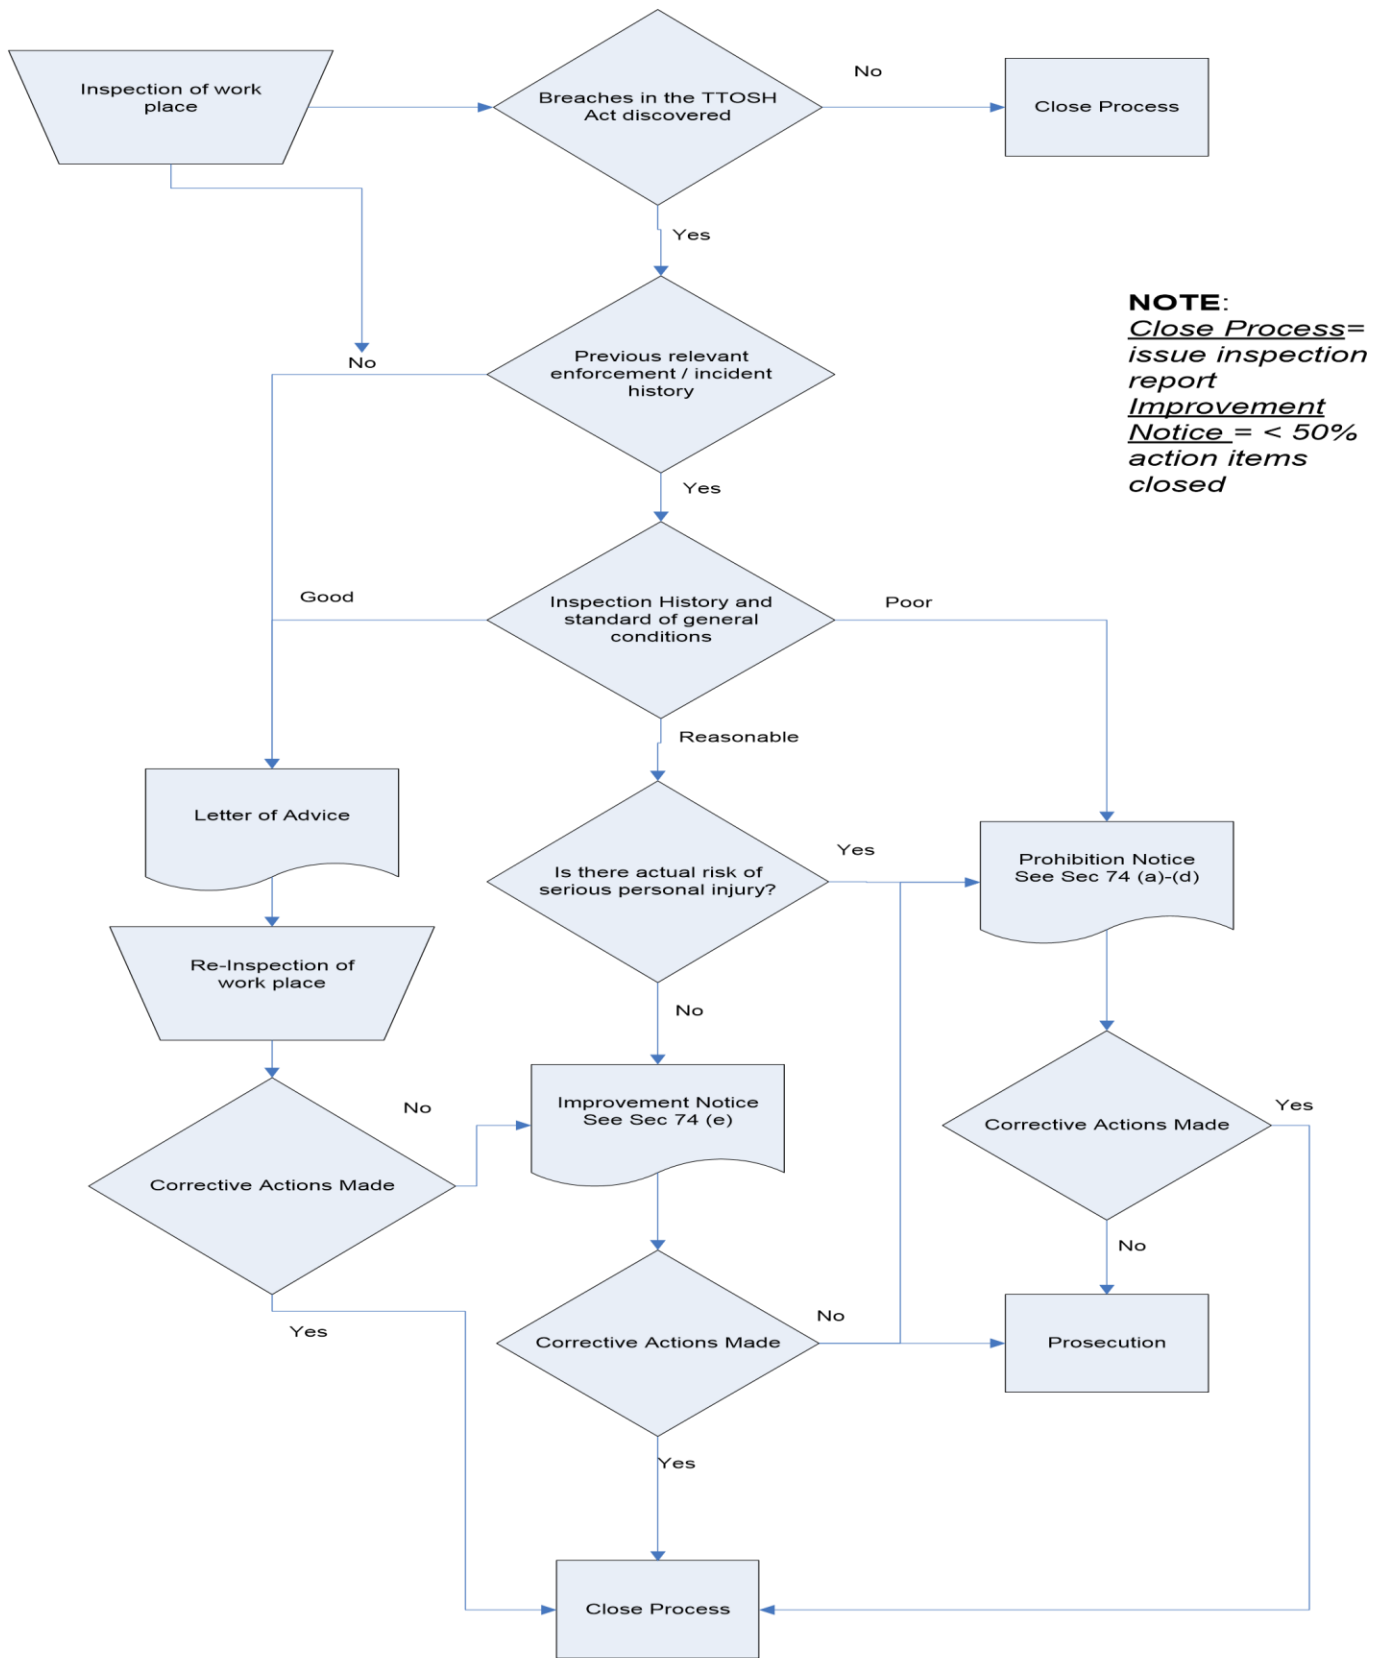 Inspection of work
place
Breaches in the TTOSH
Act discovered
No
Close Process
Yes
NOTE:
Close Process=
issue inspection
report
Improvement
Notice = < 50%
action items
closed
No
Previous relevant
enforcement / incident
history
Yes
Good
Inspection History and
standard of general
conditions
Poor
Reasonable
Letter of Advice
Is there actual risk of
serious personal injury?
Yes
Prohibition Notice
See Sec 74 (a)-(d)
Re-Inspection of
work place
No
No
Improvement Notice
See Sec 74 (e)
Corrective Actions Made
Yes
Corrective Actions Made
No
Yes
Corrective Actions Made
No
Prosecution
Yes
Close Process